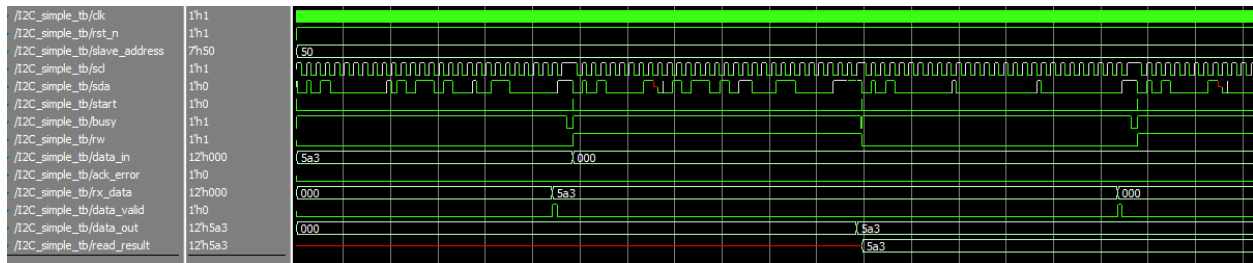 /I2C_simple_tb/clk 1'h1
/I2C_simple_tb/rst_n 1'h1
/I2C_simple_tb/slave_address 7'h50 50
/I2C_simple_tb/scl 1'h1
/I2C_simple_tb/sda 1'h0
/I2C_simple_tb/start 1'h0
/I2C_simple_tb/busy 1'h1
/I2C_simple_tb/rw 1'h1
/I2C_simple_tb/data_in 12'h000 5a3 000
/I2C_simple_tb/ack_error 1'h0
/I2C_simple_tb/rx_data 12'h000 000 5a3 000
/I2C_simple_tb/data_valid 1'h0
/I2C_simple_tb/data_out 12'h5a3 000 5a3
/I2C_simple_tb/read_result 12'h5a3 5a3